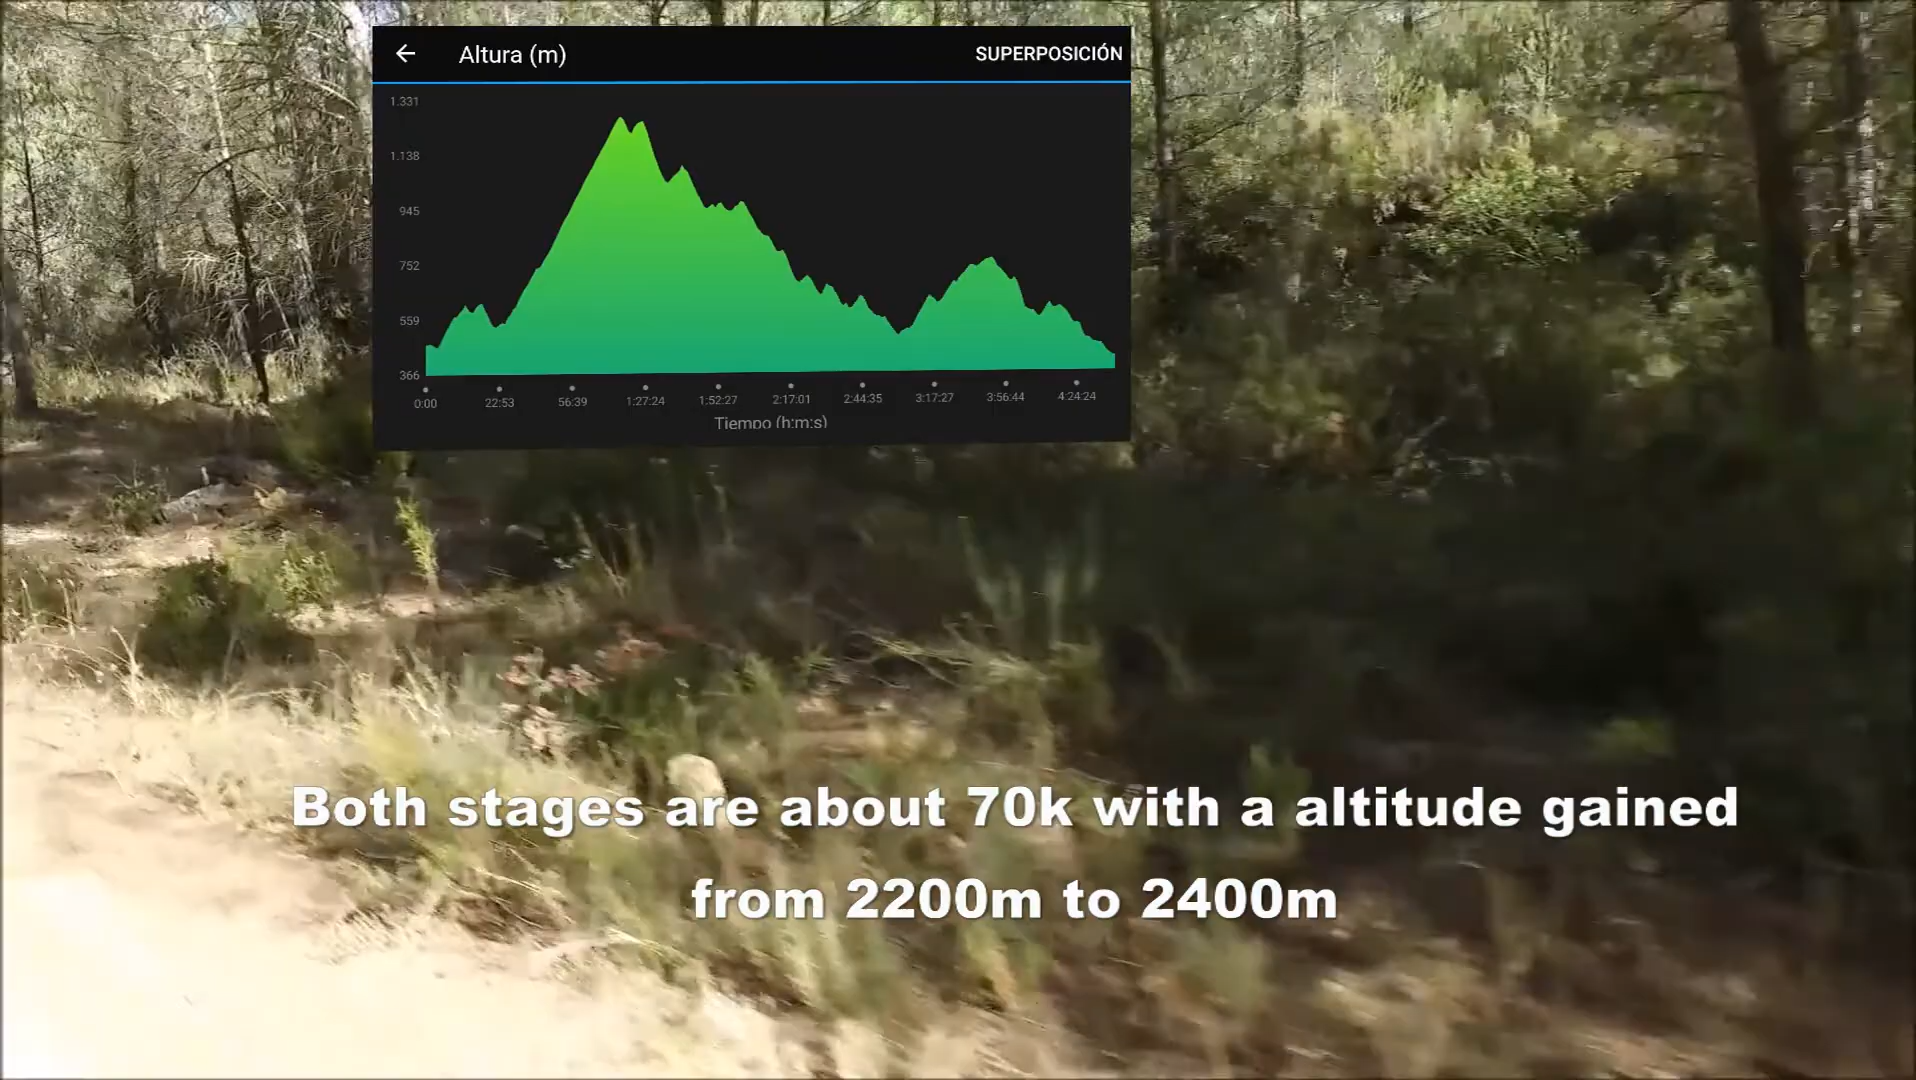 Altura (m)
SUPERPOSICIÓN
1.331
1.138
945
752
559
366
0:00 22:53 56:39 1:27:24 1:52:27 2:17:01 2:44:35 3:17:27 3:56:44 4:24:24
Tiempo (h:m:s)
Both stages are about 70k with a altitude gained
from 2200m to 2400m